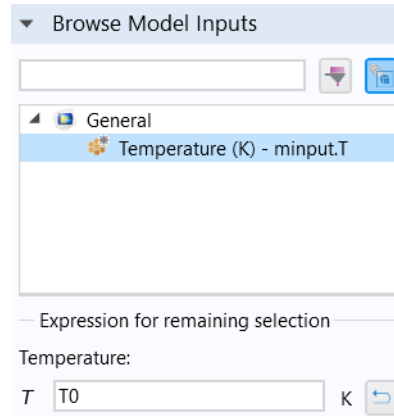 Browse Model Inputs
General
Temperature (K) - minput.T
Expression for remaining selection
Temperature:
T T0 K